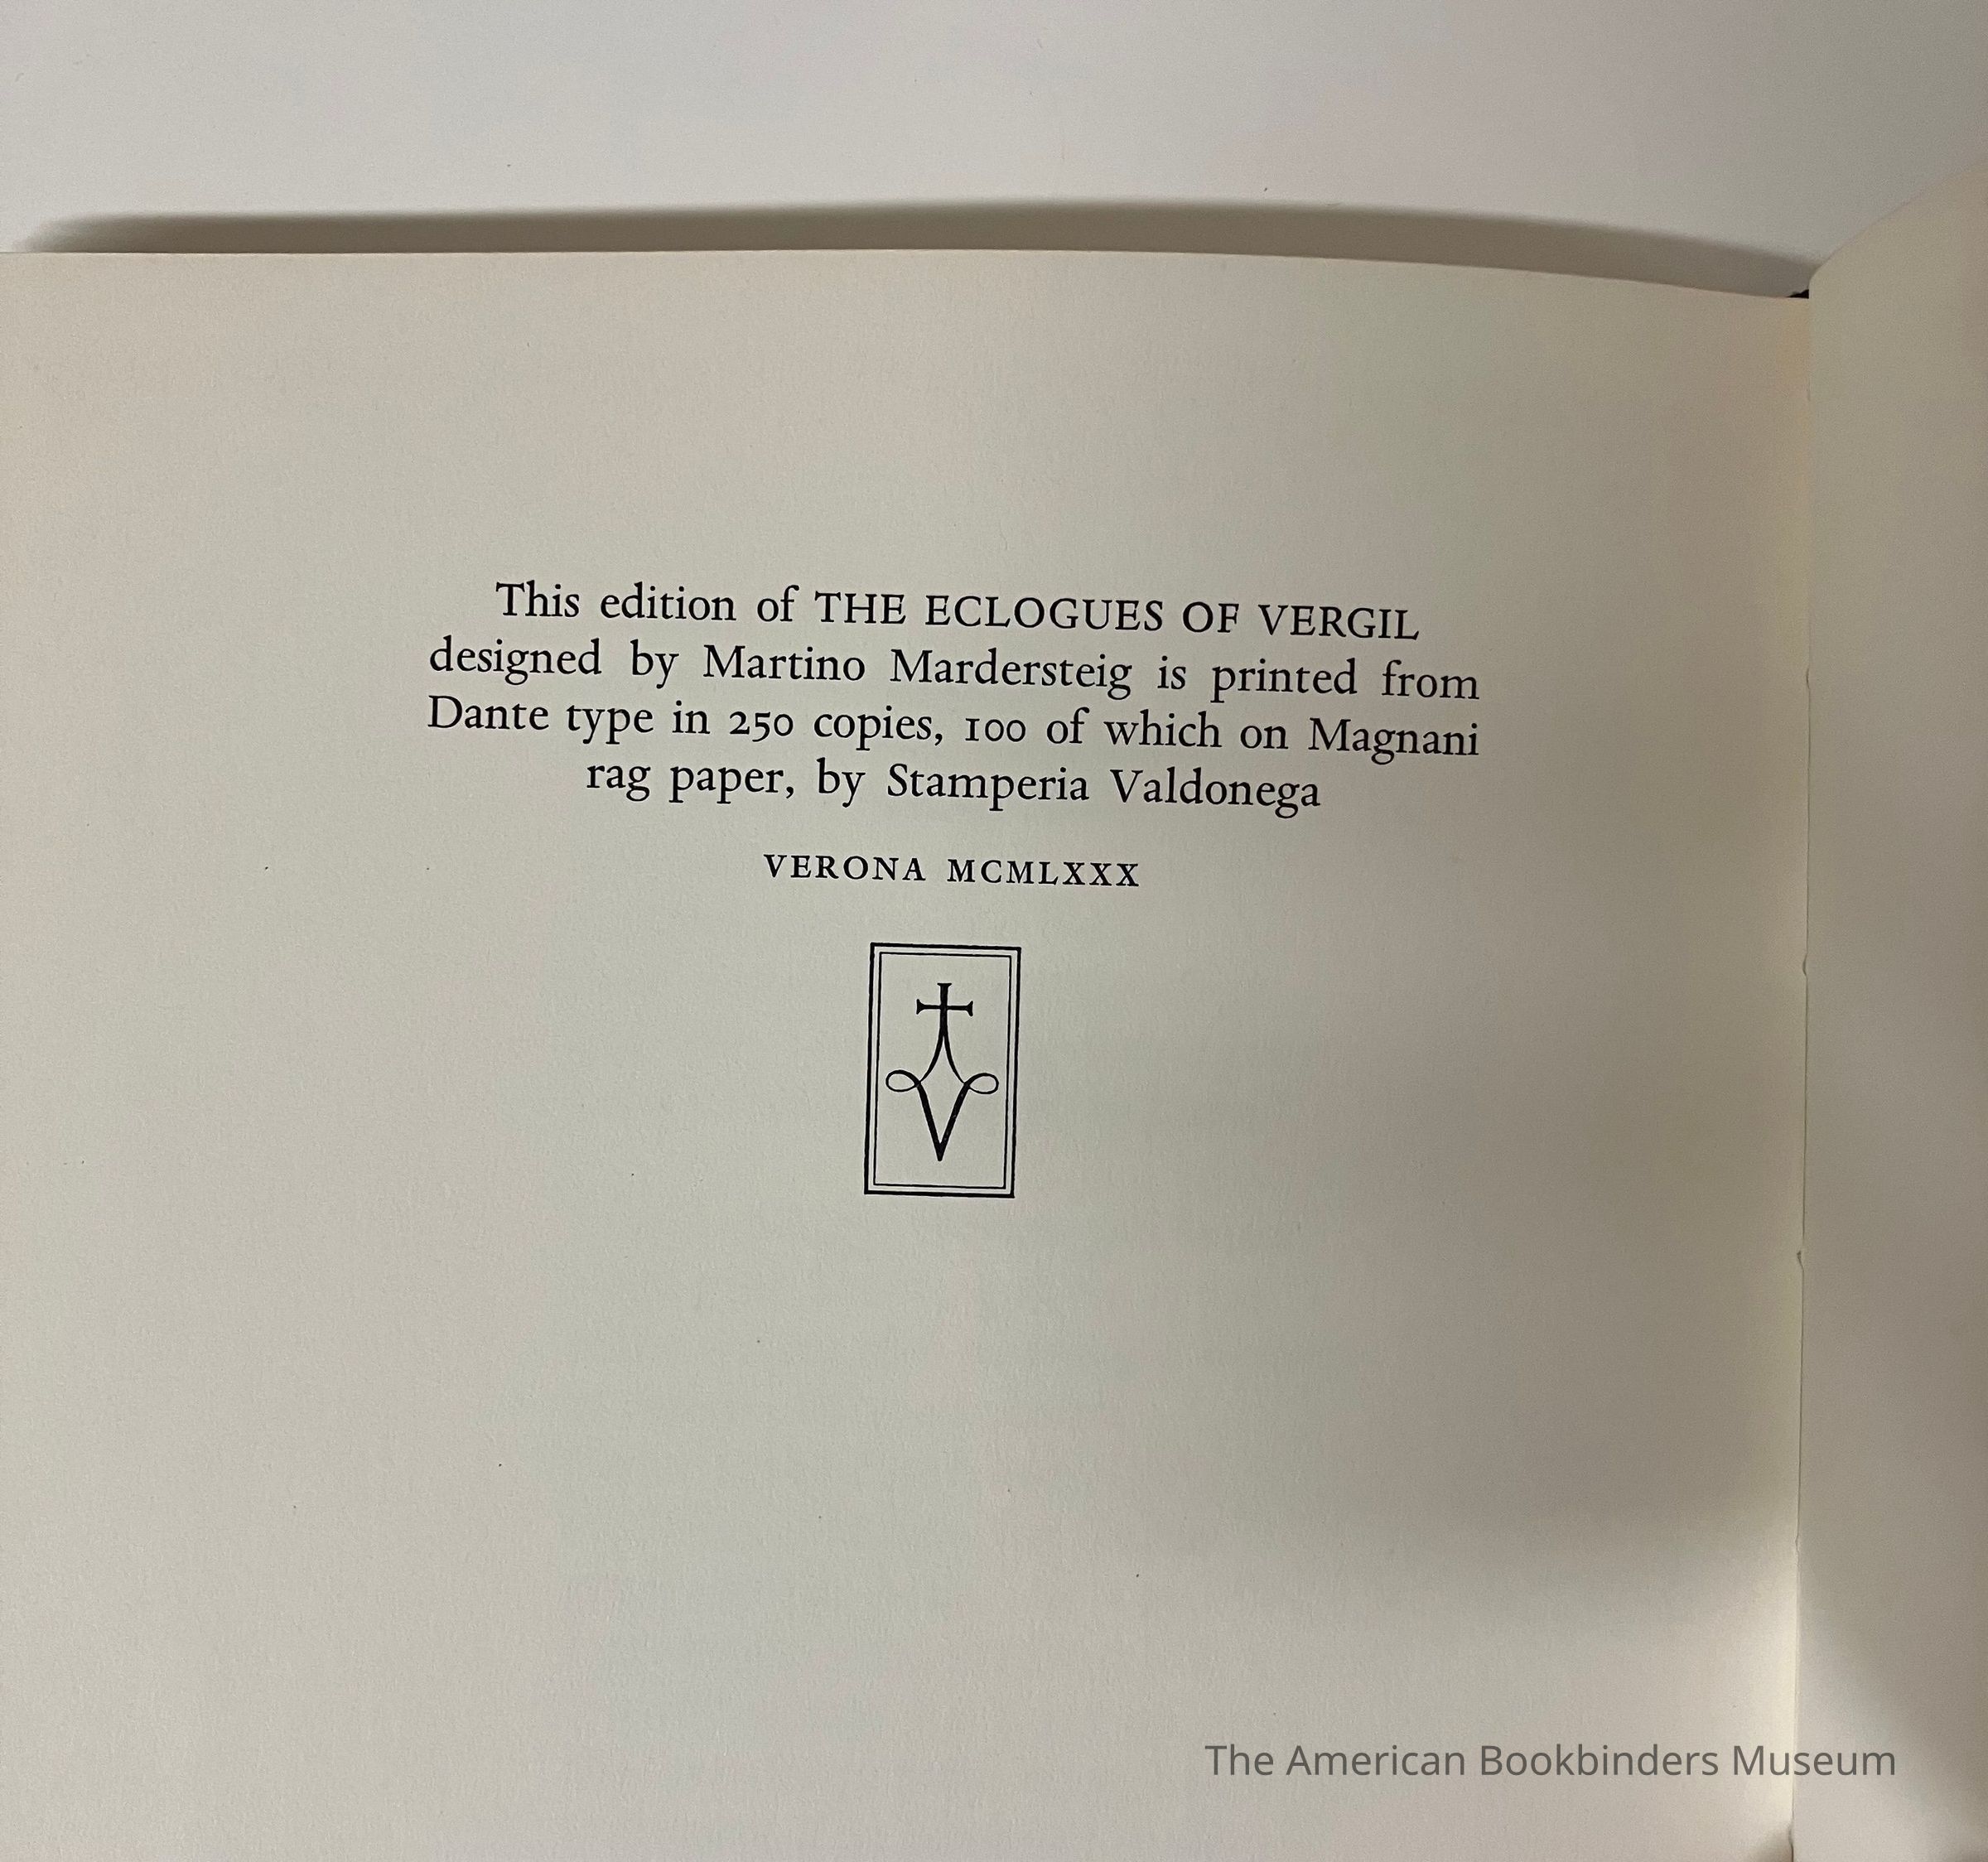 This edition of THE ECLOGUES OF VERGIL
designed by Martino Mardersteig is printed from
Dante type in 250 copies, 100 of which on Magnani
rag paper, by Stamperia Valdonega
VERONA MCMLXXX
The American Bookbinders Museum